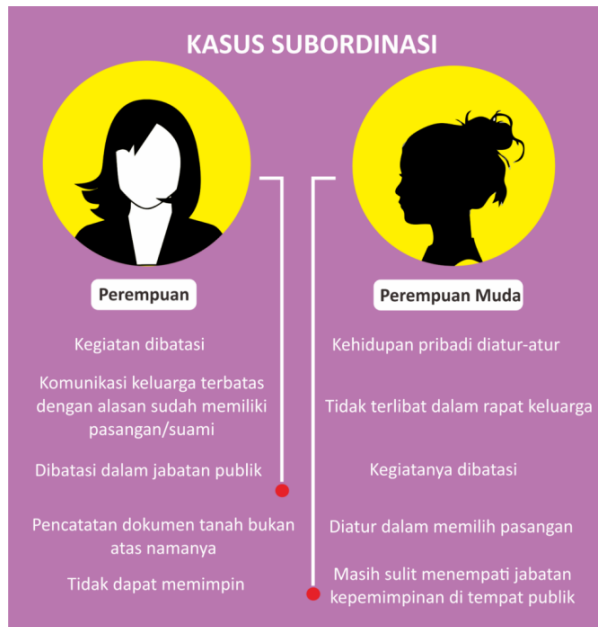 KASUS SUBORDINASI
Perempuan
Kegiatan dibatasi
Komunikasi keluarga terbatas
dengan alasan sudah memiliki
pasangan/suami
Dibatasi dalam jabatan publik
Pencatatan dokumen tanah bukan
atas namanya
Tidak dapat memimpin
Perempuan Muda
Kehidupan pribadi diatur-atur
Tidak terlibat dalam rapat keluarga
Kegiatanya dibatasi
Diatur dalam memilih pasangan
Masih sulit menempati jabatan
kepemimpinan di tempat publik